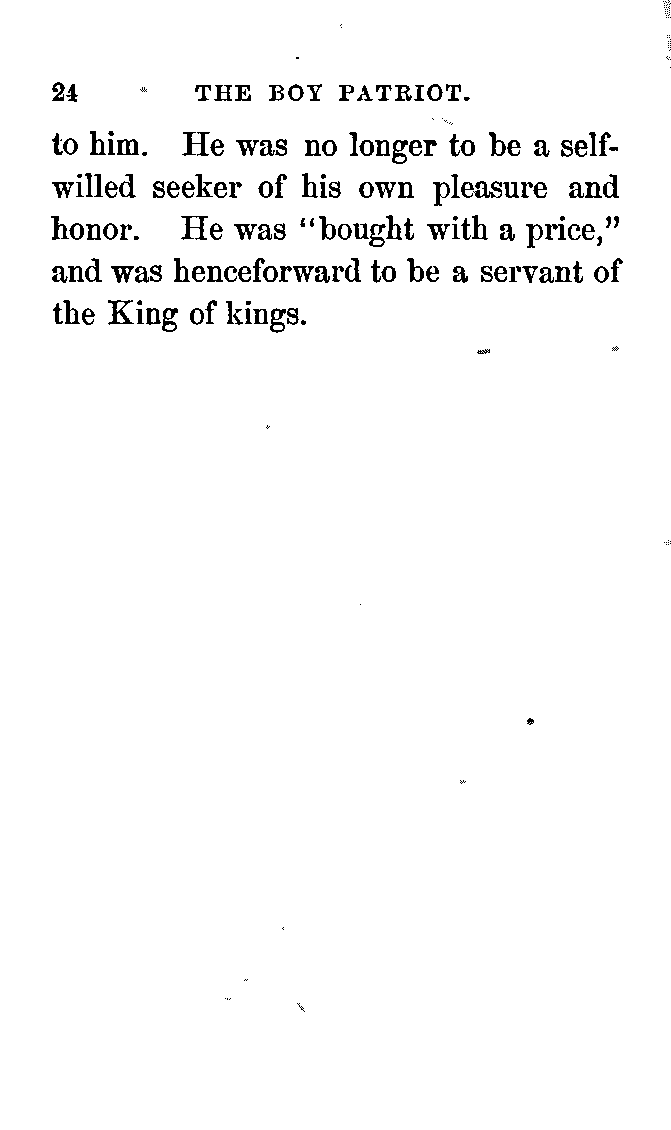 24 THE BOY PATRIOT.
to him. He was no longer to be a self-
willed seeker of his own pleasure and
honor. He was "bought with a price,"
and was henceforward to be a servant of
the King of kings.